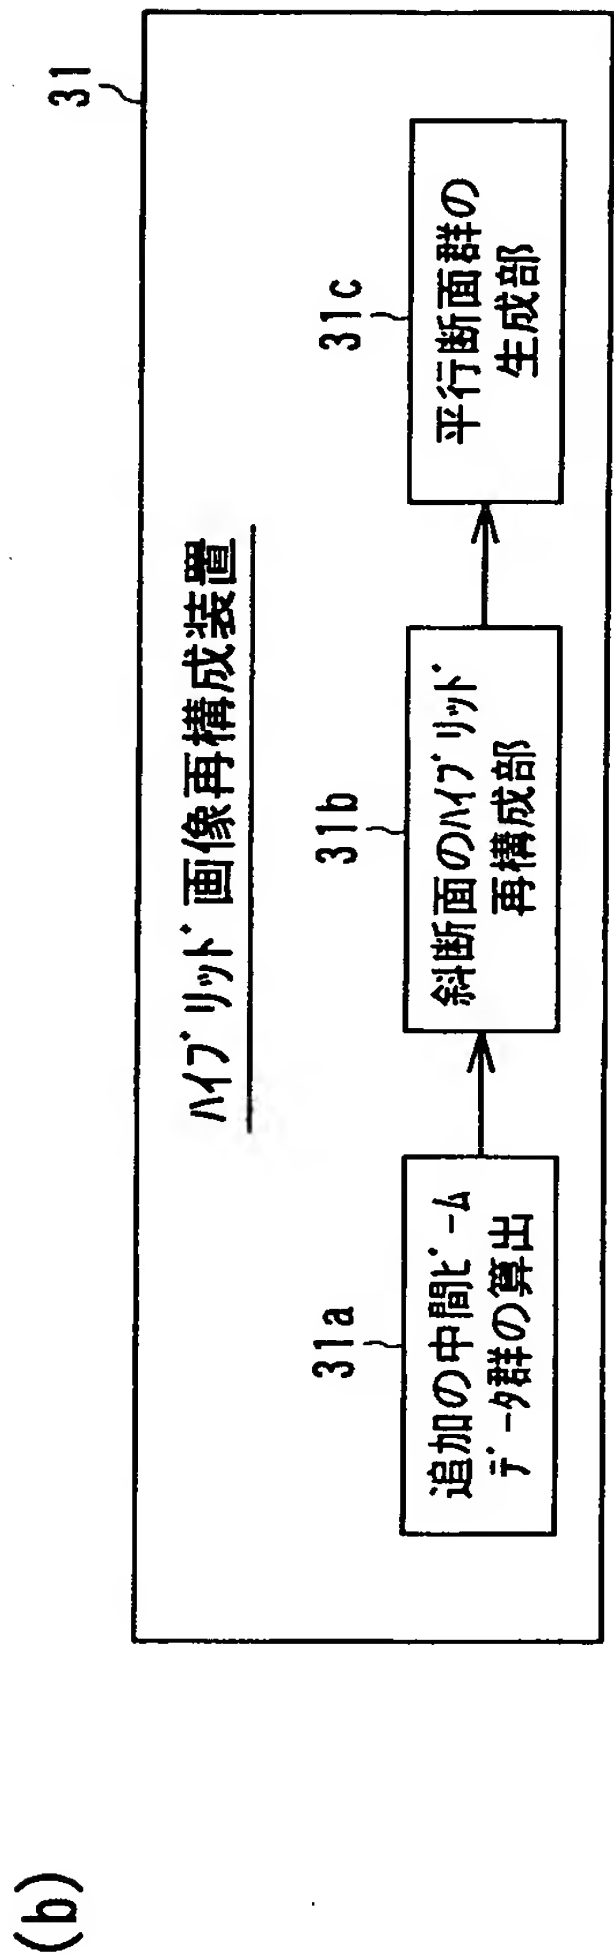 (b)
31
ハイブリッド画像再構成装置
31a
追加の中間ビーム
データ群の算出
31b
斜断面のハイブリッド
再構成部
31c
平行断面群の
生成部